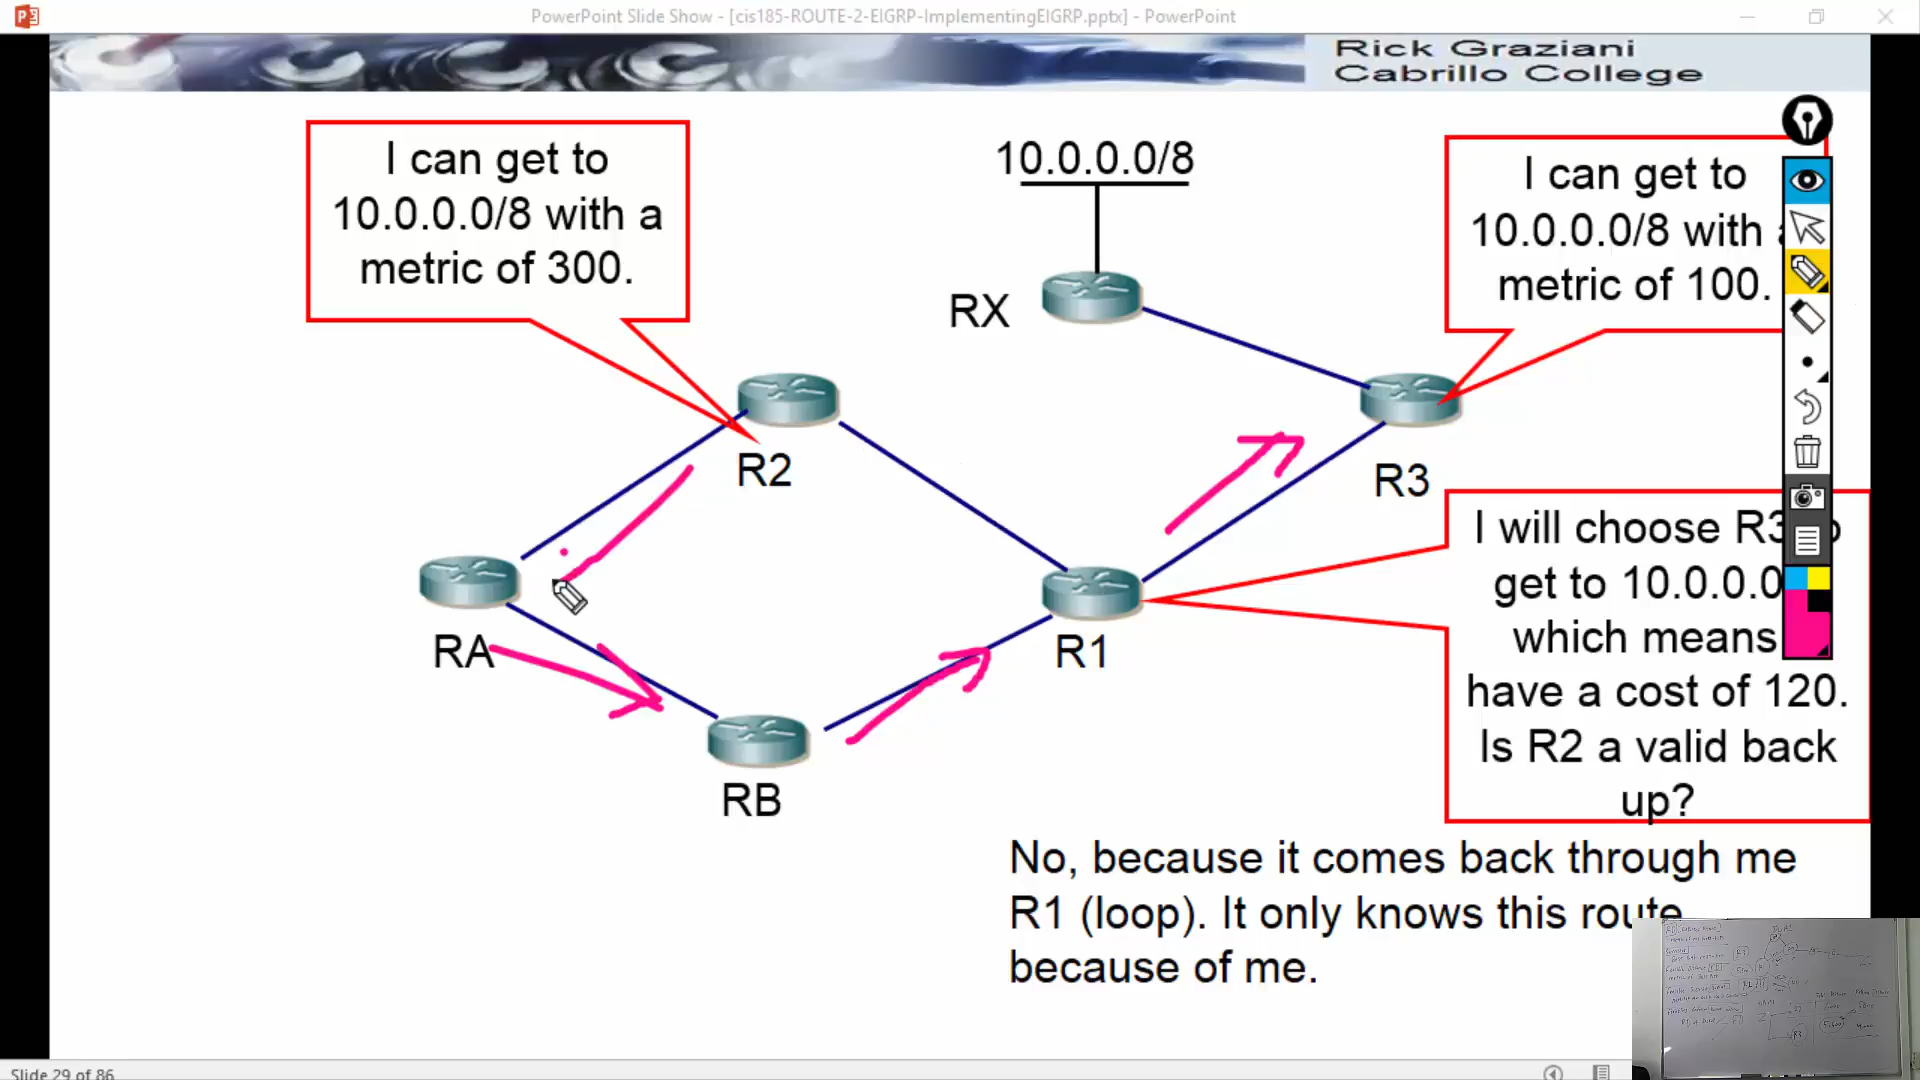 PowerPoint Slide Show - [cis185-ROUTE-2-EIGRP-ImplementingEIGRP.pptx] - PowerPoint
Rick Graziani
Cabrillo College
I can get to
10.0.0.0/8 with a
metric of 300.
10.0.0.0/8
I can get to
10.0.0.0/8 with
metric of 100.
RX
R2
R3
RA
R1
RB
I will choose R3
get to 10.0.0.0
which means
have a cost of 120.
Is R2 a valid back
up?
No, because it comes back through me
R1 (loop). It only knows this route
because of me.
Slide 29 of 86